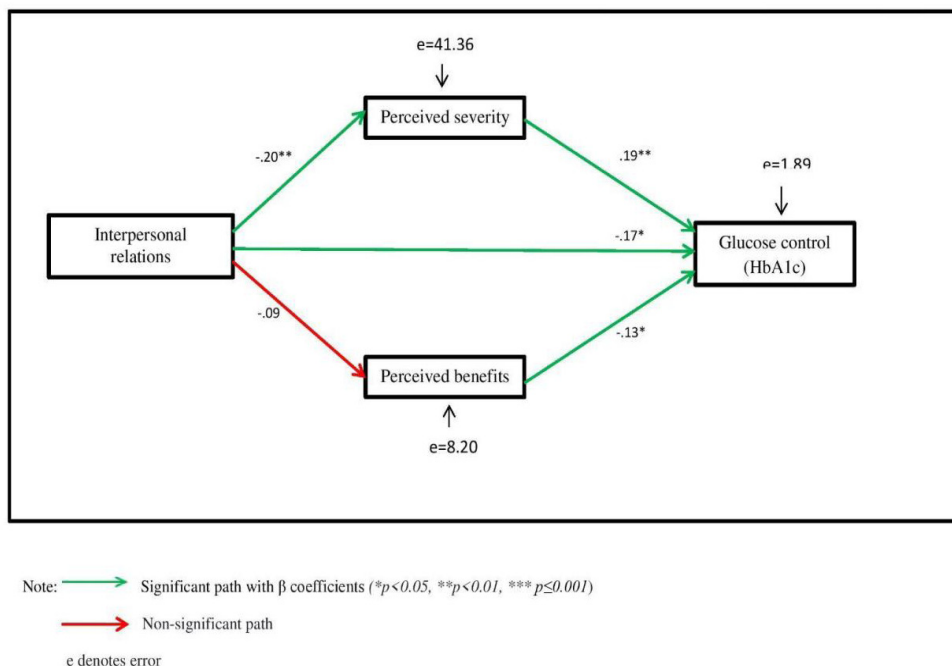 e=41.36
Perceived severity
-.20**
.19**
e=1.89
Interpersonal
relations
-.17*
Glucose control
(HbA1c)
-.09
-.13*
Perceived benefits
e=8.20
Note:
Significant path with β coefficients (*p<0.05, **p<0.01, *** p≤0.001)
Non-significant path
e denotes error